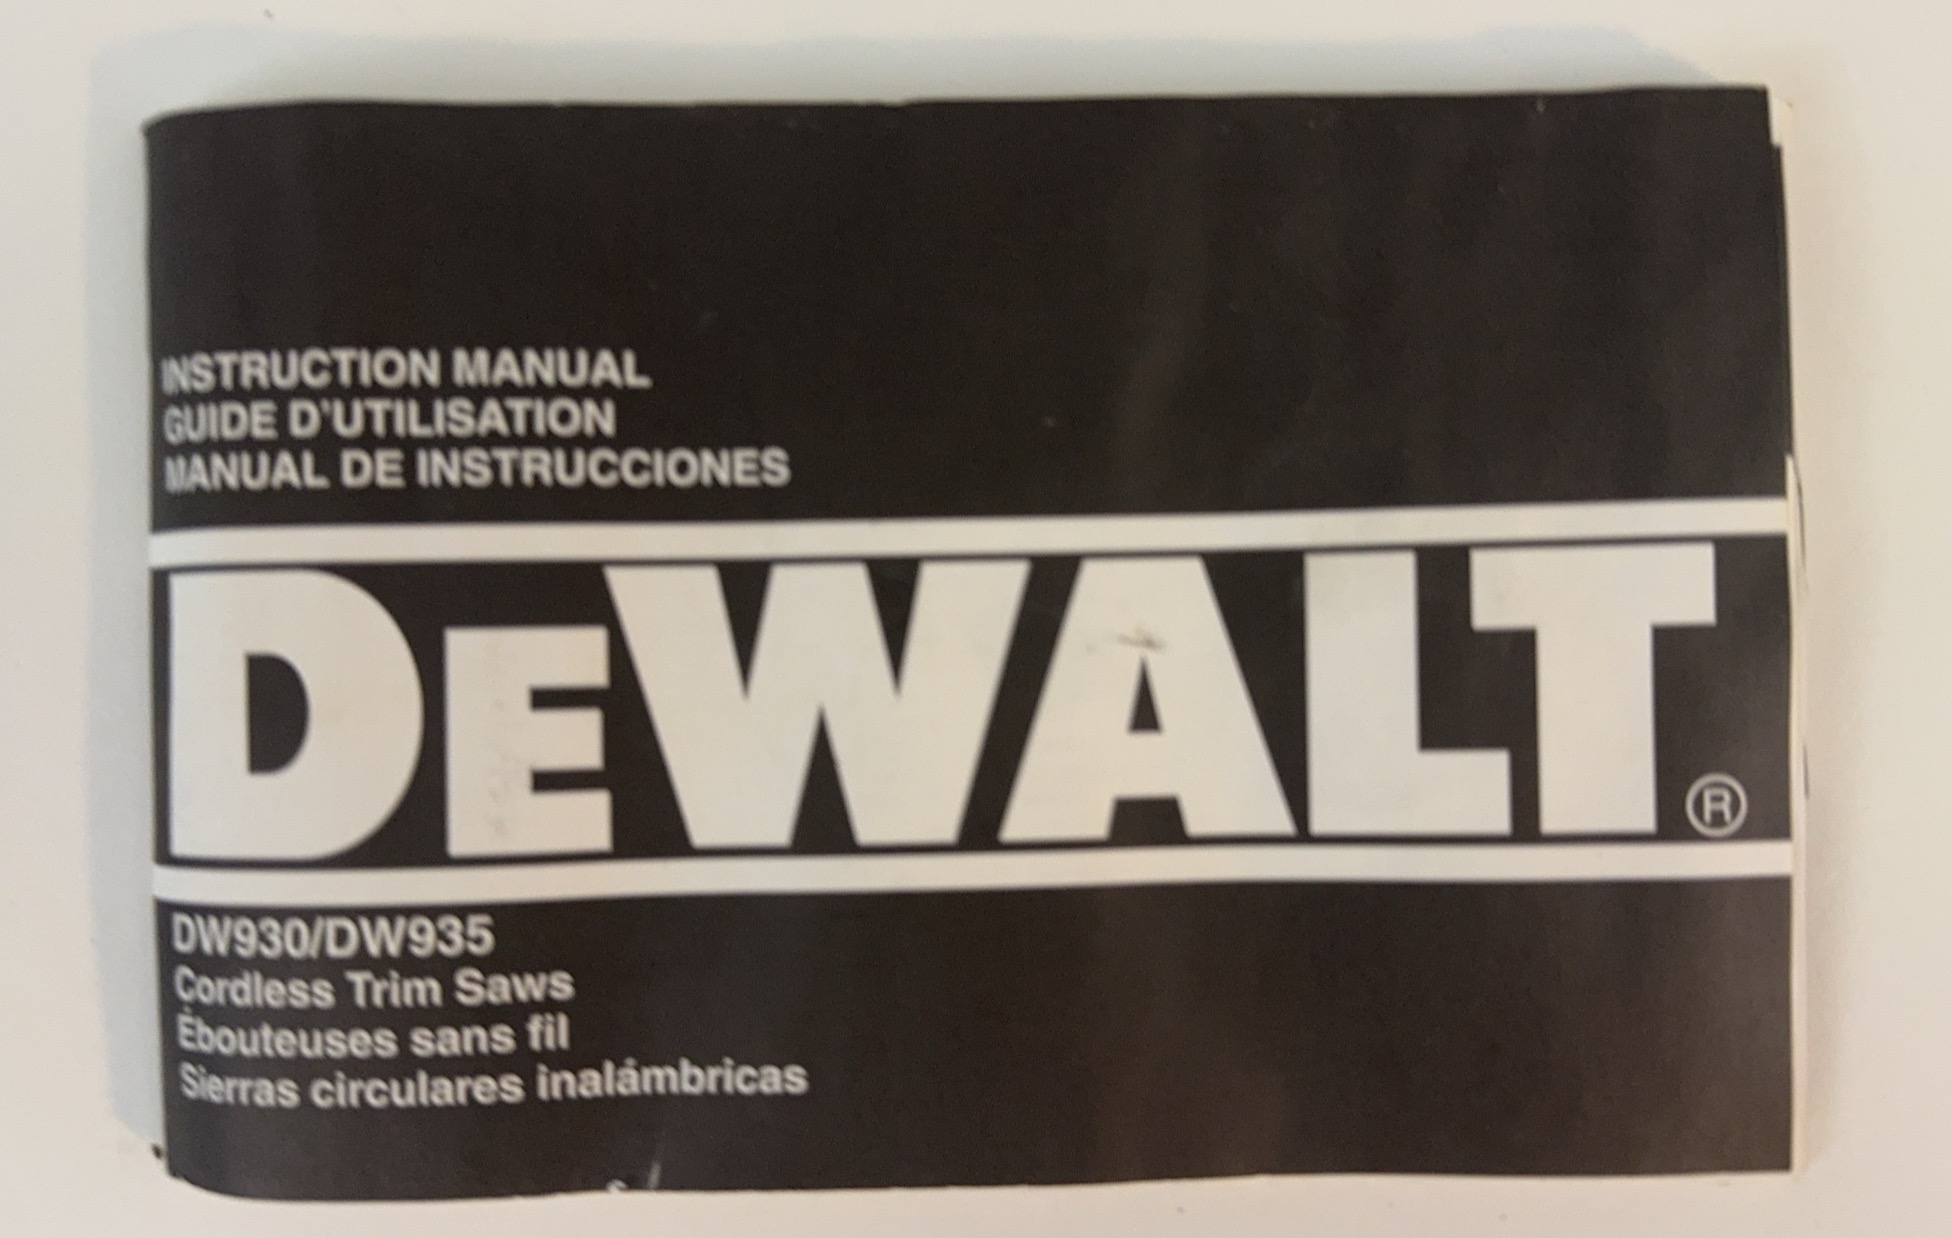 INSTRUCTION MANUAL
GUIDE D'UTILISATION
MANUAL DE INSTRUCCIONES
DEWALT®
DW930/DW935
Cordless Trim Saws
Ébouteuses sans fil
Sierras circulares inalámbricas